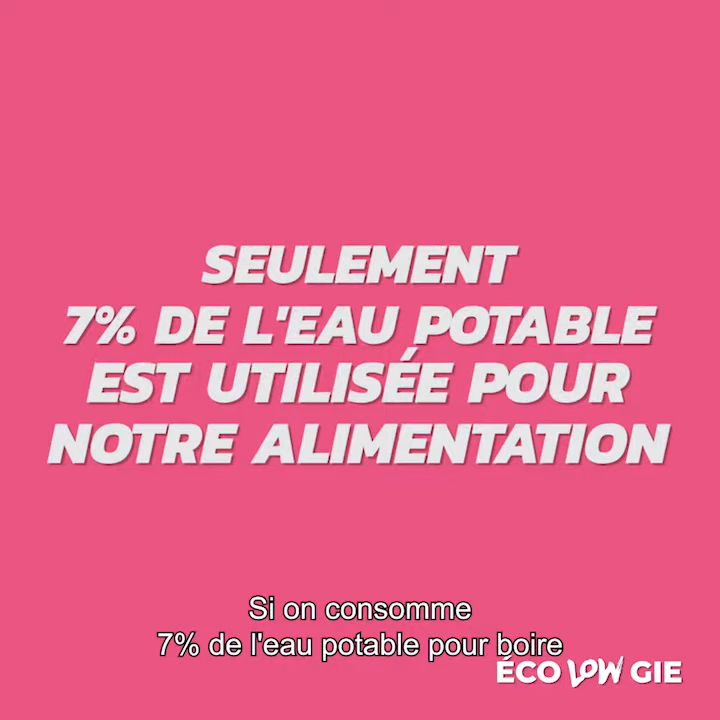 SEULEMENT
7% DE L'EAU POTABLE
EST UTILISÉE POUR
NOTRE ALIMENTATION
Si on consomme
7% de l'eau potable pour boire
ÉCO LOW GIE